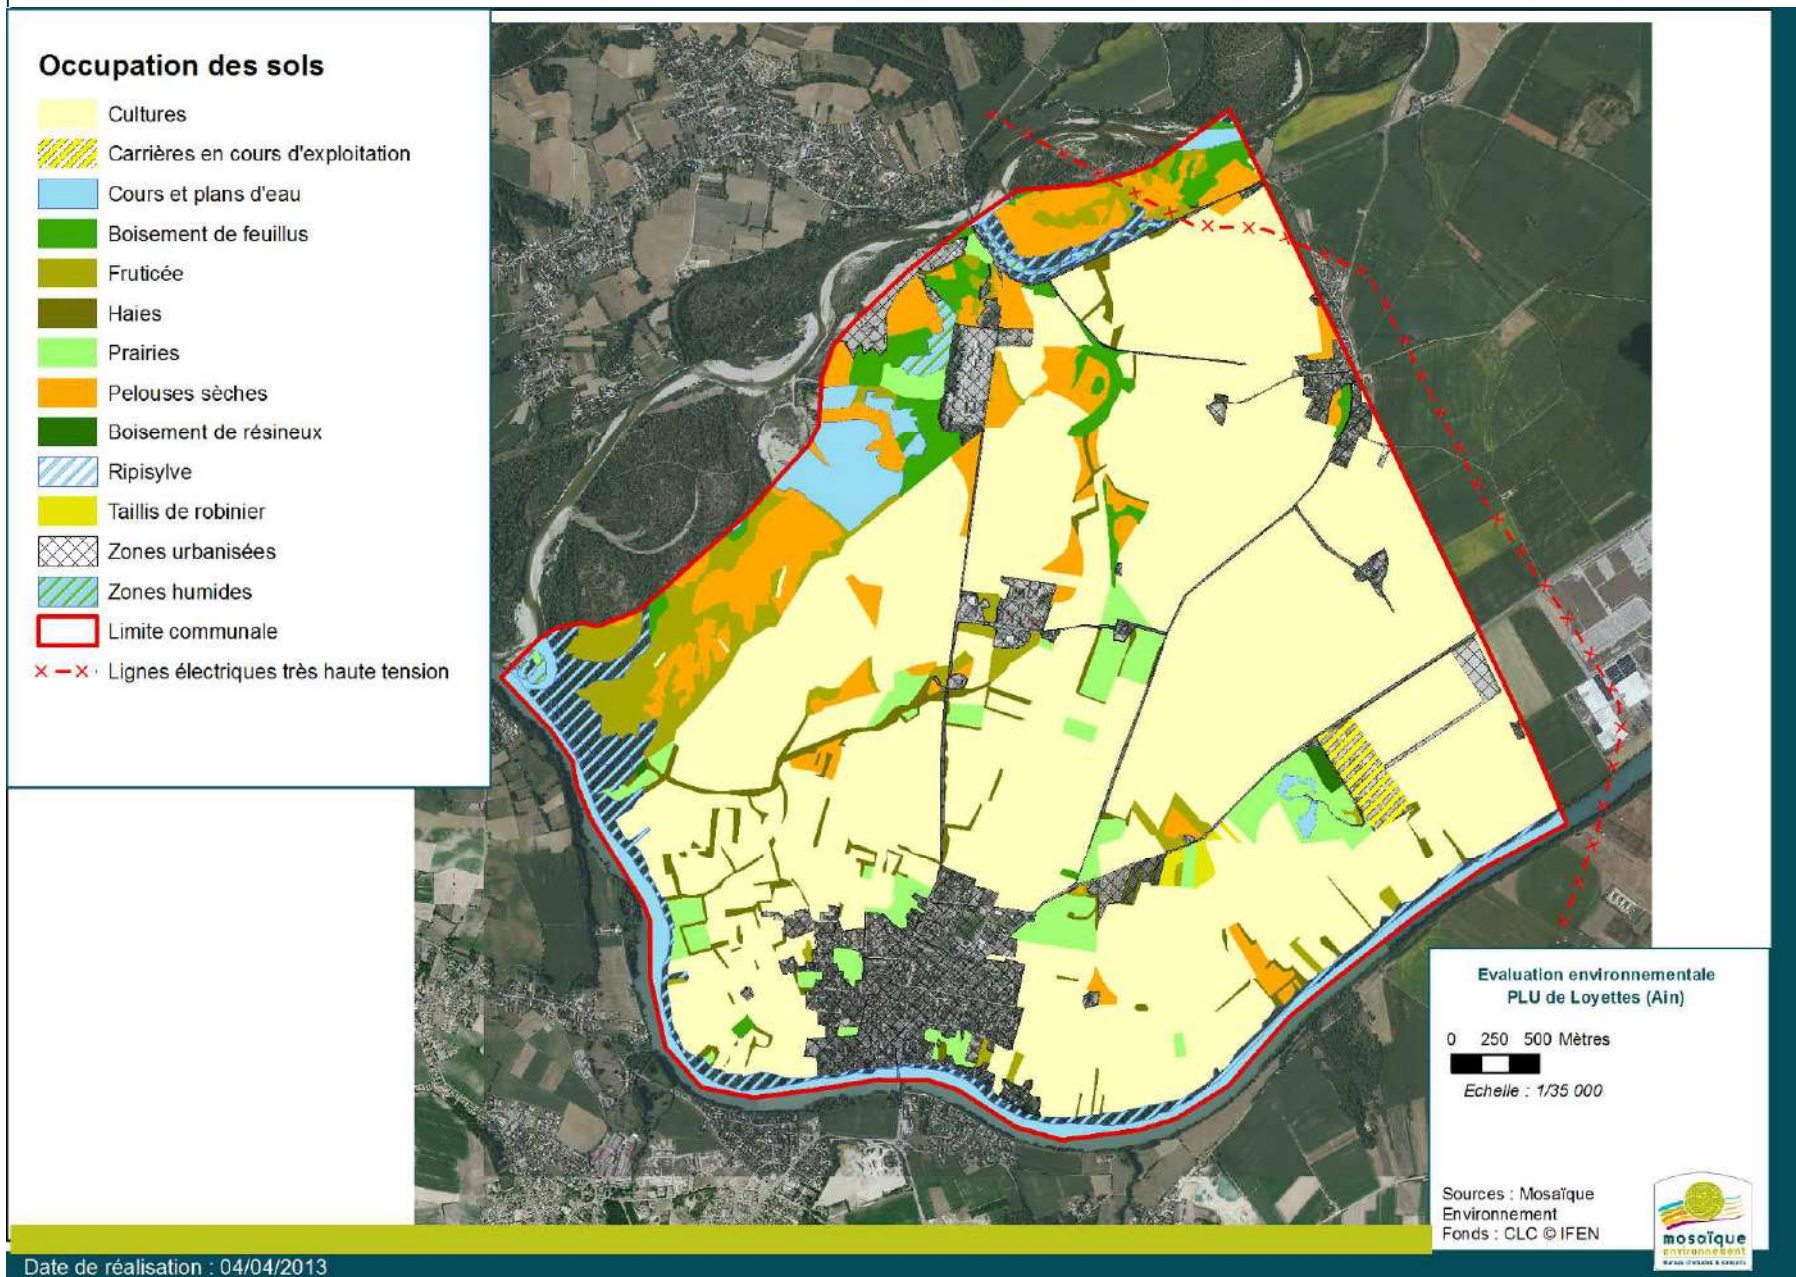 Occupation des sols
Cultures
Carrières en cours d'exploitation
Cours et plans d'eau
Boisement de feuillus
Fruticée
Haies
Prairies
Pelouses sèches
Boisement de résineux
Ripisylve
Taillis de robinier
Zones urbanisées
Zones humides
Limite communale
Lignes électriques très haute tension
Evaluation environnementale
PLU de Loyettes (Ain)
0 250 500 Mètres
Echelle : 1/35 000
Sources : Mosaïque
Environnement
Fonds : CLC © IFEN
mosaïque
environnement
Date de réalisation : 04/04/2013